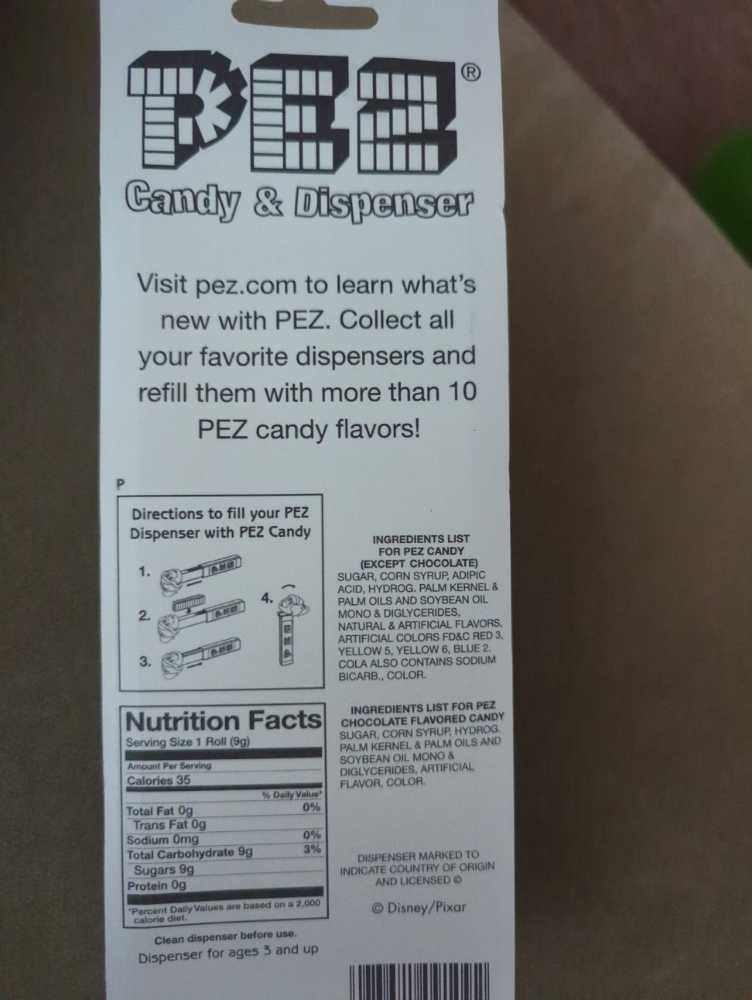 PEZ®
Candy & Dispenser
Visit pez.com to learn what's
new with PEZ. Collect all
your favorite dispensers and
refill them with more than 10
PEZ candy flavors!
P
Directions to fill your PEZ
Dispenser with PEZ Candy
1.
2.
3.
4.
PEZ
PEZ
PEZ
PEZ
INGREDIENTS LIST
FOR PEZ CANDY
(EXCEPT CHOCOLATE)
SUGAR, CORN SYRUP, ADIPIC
ACID, HYDROG. PALM KERNEL &
PALM OILS AND SOYBEAN OIL
MONO & DIGLYCERIDES,
NATURAL & ARTIFICIAL FLAVORS.
ARTIFICIAL COLORS FD&C RED 3,
YELLOW 5, YELLOW 6, BLUE 2.
COLA ALSO CONTAINS SODIUM
BICARB., COLOR.
Nutrition Facts
Serving Size 1 Roll (9g)
Amount Per Serving
Calories 35
% Daily Value*
Total Fat 0g 0%
Trans Fat 0g
Sodium 0mg 0%
Total Carbohydrate 9g 3%
Sugars 9g
Protein 0g
*Percent Daily Values are based on a 2,000
calorie diet.
Clean dispenser before use.
Dispenser for ages 3 and up
INGREDIENTS LIST FOR PEZ
CHOCOLATE FLAVORED CANDY
SUGAR, CORN SYRUP, HYDROG.
PALM KERNEL & PALM OILS AND
SOYBEAN OIL MONO &
DIGLYCERIDES, ARTIFICIAL
FLAVOR, COLOR.
DISPENSER MARKED TO
INDICATE COUNTRY OF ORIGIN
AND LICENSED ©
© Disney/Pixar